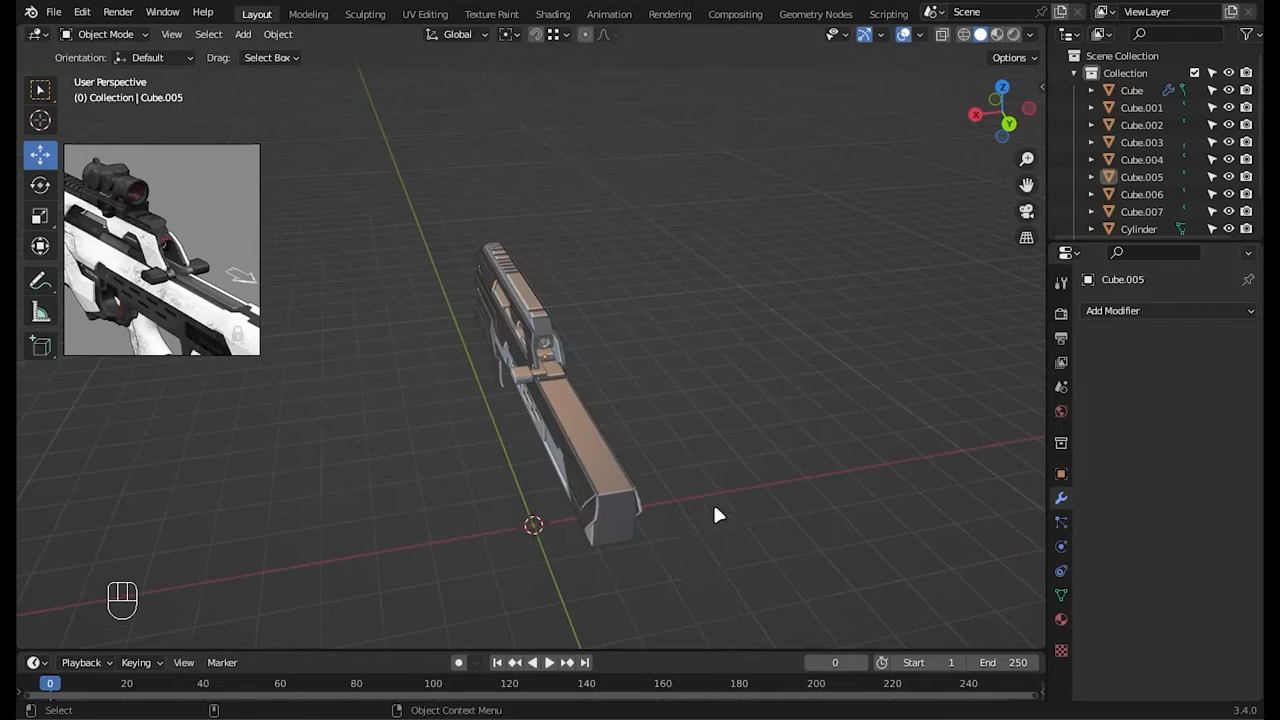 File Edit Render Window Help Layout Modeling Sculpting UV Editing Texture Paint Shading Animation Rendering Compositing Geometry Nodes Scripting Scene ViewLayer
Object Mode View Select Add Object Global
Orientation: Default Drag: Select Box Options
User Perspective
(0) Collection | Cube.005
Z
X
Y
Scene Collection
Collection
Cube
Cube.001
Cube.002
Cube.003
Cube.004
Cube.005
Cube.006
Cube.007
Cylinder
Cube.005
Add Modifier
Playback Keying View Marker 0 Start 1 End 250
0 20 40 60 80 100 120 140 160 180 200 220 240
Select Object Context Menu 3.4.0